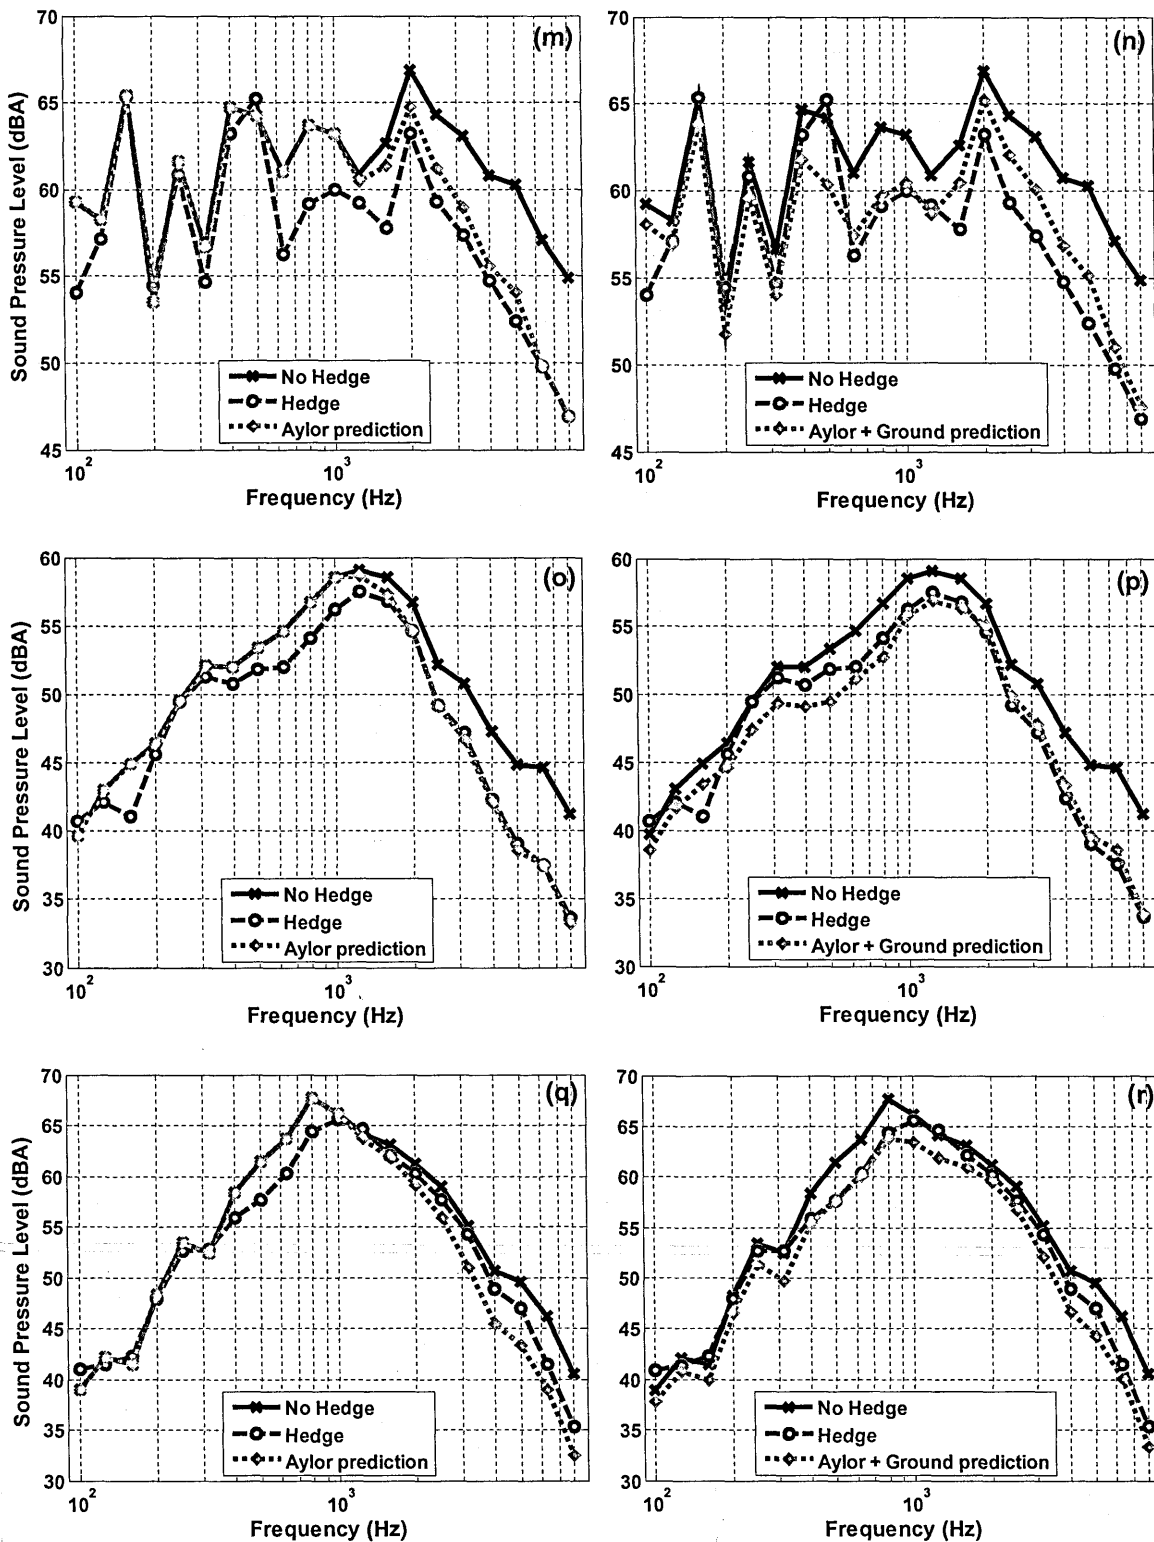 (m)
70
65
60
55
50
45
Sound Pressure Level (dBA)
No Hedge
Hedge
Aylor prediction
10^2
10^3
Frequency (Hz)
(n)
70
65
60
55
50
45
No Hedge
Hedge
Aylor + Ground prediction
10^2
10^3
Frequency (Hz)
(o)
60
55
50
45
40
35
30
Sound Pressure Level (dBA)
No Hedge
Hedge
Aylor prediction
10^2
10^3
Frequency (Hz)
(p)
60
55
50
45
40
35
30
No Hedge
Hedge
Aylor + Ground prediction
10^2
10^3
Frequency (Hz)
(q)
70
65
60
55
50
45
40
35
30
Sound Pressure Level (dBA)
No Hedge
Hedge
Aylor prediction
10^2
10^3
Frequency (Hz)
(r)
70
65
60
55
50
45
40
35
30
No Hedge
Hedge
Aylor + Ground prediction
10^2
10^3
Frequency (Hz)